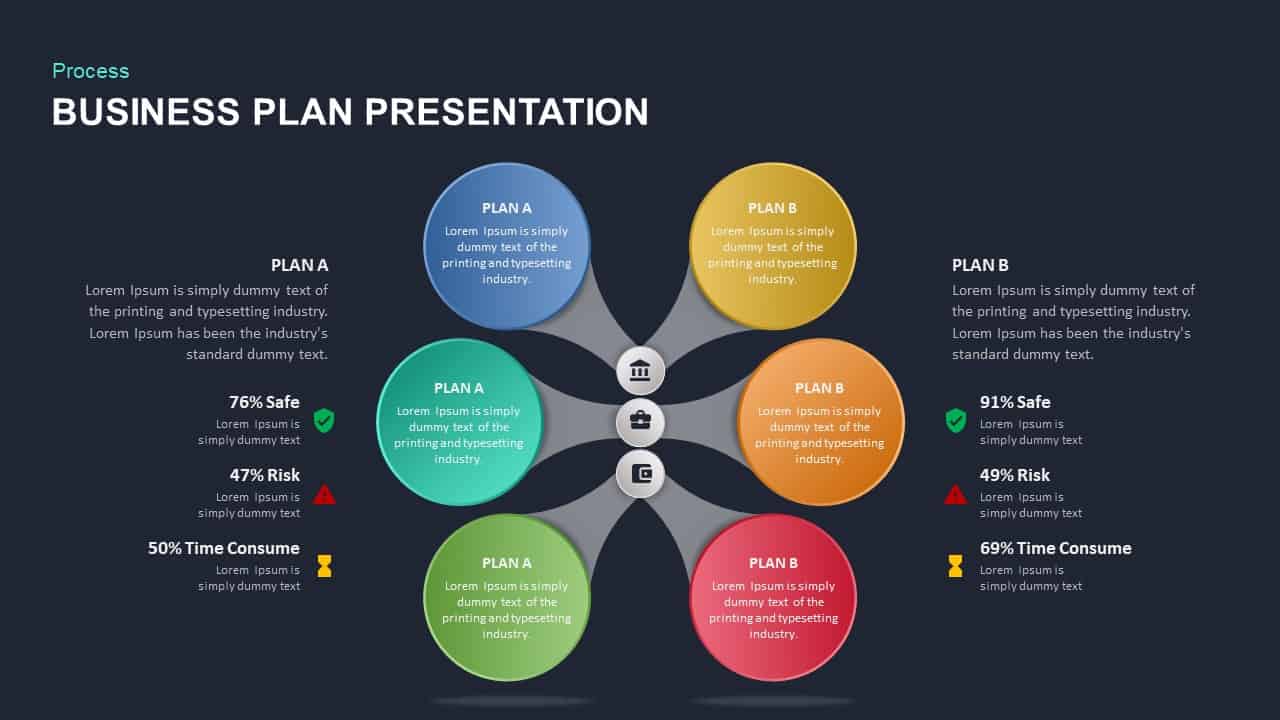 Process
BUSINESS PLAN PRESENTATION
PLAN A
Lorem Ipsum is simply dummy text of
the printing and typesetting industry.
Lorem Ipsum has been the industry's
standard dummy text.
76% Safe
Lorem Ipsum is
simply dummy text
47% Risk
Lorem Ipsum is
simply dummy text
50% Time Consume
Lorem Ipsum is
simply dummy text
PLAN A
Lorem Ipsum is simply
dummy text of the
printing and typesetting
industry.
PLAN B
Lorem Ipsum is simply
dummy text of the
printing and typesetting
industry.
PLAN A
Lorem Ipsum is simply
dummy text of the
printing and typesetting
industry.
PLAN B
Lorem Ipsum is simply
dummy text of the
printing and typesetting
industry.
PLAN A
Lorem Ipsum is simply
dummy text of the
printing and typesetting
industry.
PLAN B
Lorem Ipsum is simply
dummy text of the
printing and typesetting
industry.
PLAN B
Lorem Ipsum is simply dummy text of
the printing and typesetting industry.
Lorem Ipsum has been the industry's
standard dummy text.
91% Safe
Lorem Ipsum is
simply dummy text
49% Risk
Lorem Ipsum is
simply dummy text
69% Time Consume
Lorem Ipsum is
simply dummy text